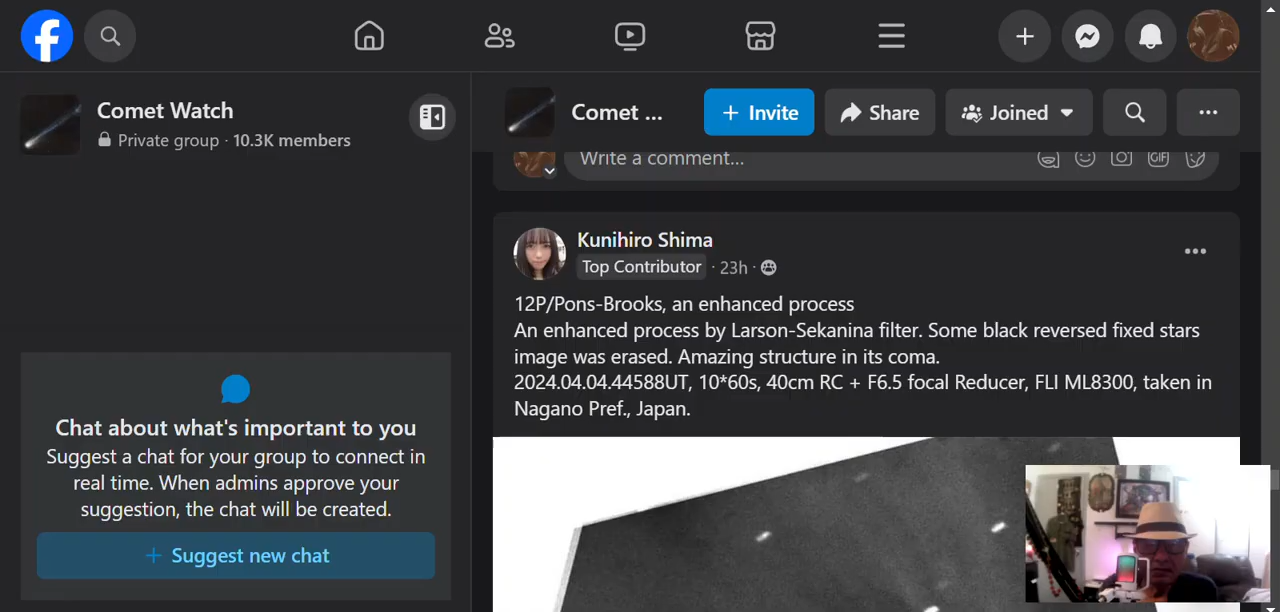 Comet Watch
Private group · 10.3K members
Chat about what's important to you
Suggest a chat for your group to connect in
real time. When admins approve your
suggestion, the chat will be created.
+ Suggest new chat
Comet ...
+ Invite
Share
Joined
Write a comment...
GIF
Kunihiro Shima
Top Contributor · 23h ·
12P/Pons-Brooks, an enhanced process
An enhanced process by Larson-Sekanina filter. Some black reversed fixed stars
image was erased. Amazing structure in its coma.
2024.04.04.44588UT, 10*60s, 40cm RC + F6.5 focal Reducer, FLI ML8300, taken in
Nagano Pref., Japan.